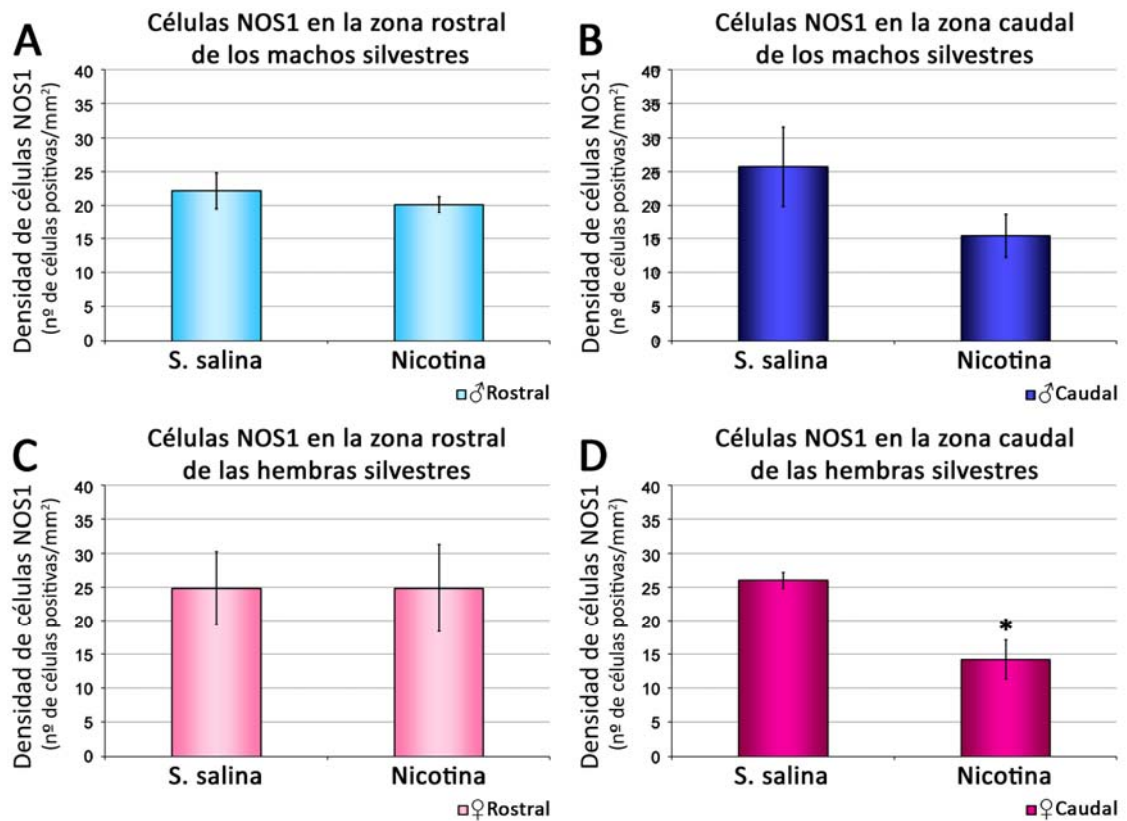 A
Células NOS1 en la zona rostral
de los machos silvestres
Densidad de células NOS1
(nº de células positivas/mm²)
40
35
30
25
20
15
10
5
0
S. salina
Nicotina
♂Rostral
B
Células NOS1 en la zona caudal
de los machos silvestres
Densidad de células NOS1
(nº de células positivas/mm²)
40
35
30
25
20
15
10
5
0
S. salina
Nicotina
♂Caudal
C
Células NOS1 en la zona rostral
de las hembras silvestres
Densidad de células NOS1
(nº de células positivas/mm²)
40
35
30
25
20
15
10
5
0
S. salina
Nicotina
♀Rostral
D
Células NOS1 en la zona caudal
de las hembras silvestres
Densidad de células NOS1
(nº de células positivas/mm²)
40
35
30
25
20
15
10
5
0
*
S. salina
Nicotina
♀Caudal